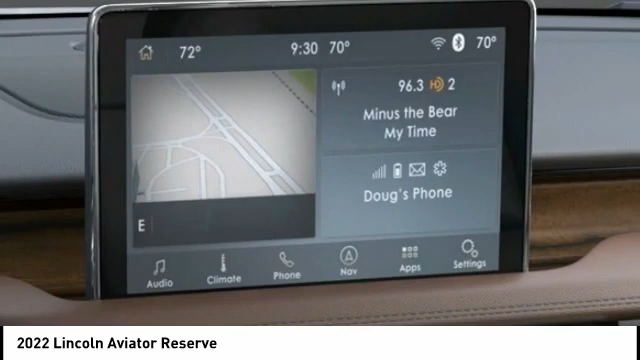 72° 9:30 70° 70°
96.3 HD 2
Minus the Bear
My Time
Doug's Phone
E
Audio Climate Phone Nav Apps Settings
2022 Lincoln Aviator Reserve